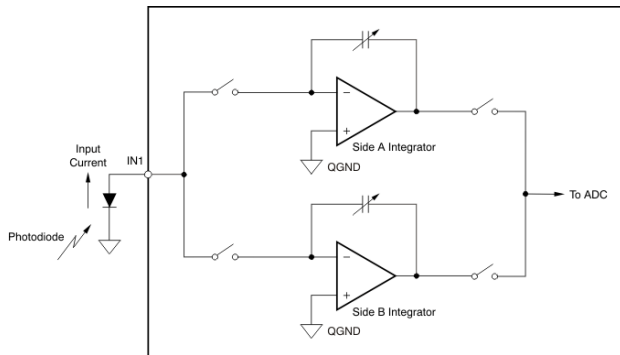 −
+
Side A Integrator
QGND
Input
Current
IN1
To ADC
Photodiode
−
+
Side B Integrator
QGND